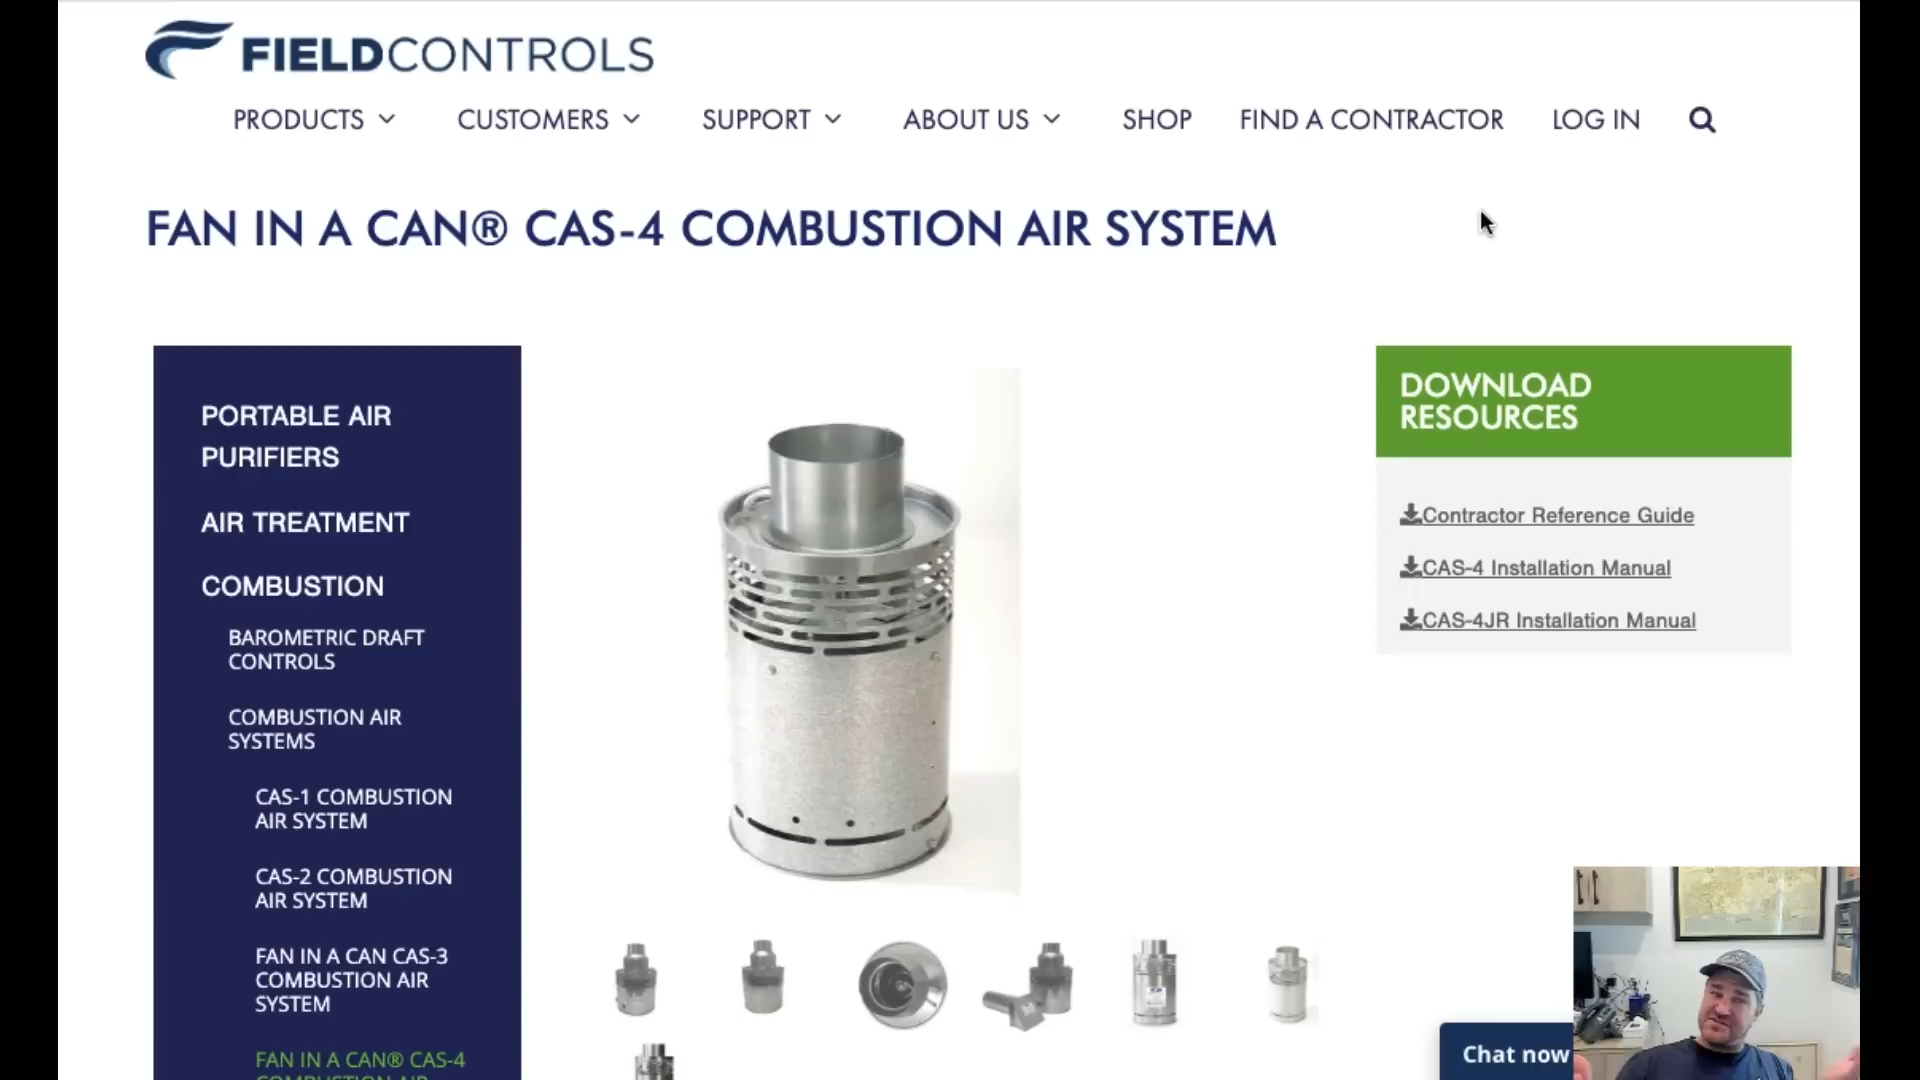 FIELDCONTROLS
PRODUCTS
CUSTOMERS
SUPPORT
ABOUT US
SHOP
FIND A CONTRACTOR
LOG IN
FAN IN A CAN® CAS-4 COMBUSTION AIR SYSTEM
PORTABLE AIR
PURIFIERS
AIR TREATMENT
COMBUSTION
BAROMETRIC DRAFT
CONTROLS
COMBUSTION AIR
SYSTEMS
CAS-1 COMBUSTION
AIR SYSTEM
CAS-2 COMBUSTION
AIR SYSTEM
FAN IN A CAN CAS-3
COMBUSTION AIR
SYSTEM
FAN IN A CAN® CAS-4
COMBUSTION AIR
DOWNLOAD
RESOURCES
Contractor Reference Guide
CAS-4 Installation Manual
CAS-4JR Installation Manual
Chat now